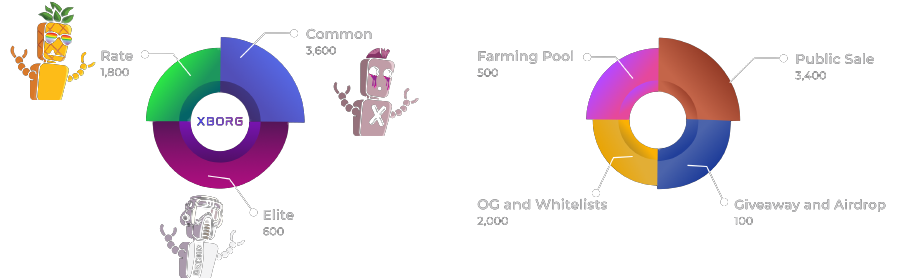 Rate
1,800
Common
3,600
XBORG
X
Elite
600
Farming Pool
500
Public Sale
3,400
OG and Whitelists
2,000
Giveaway and Airdrop
100